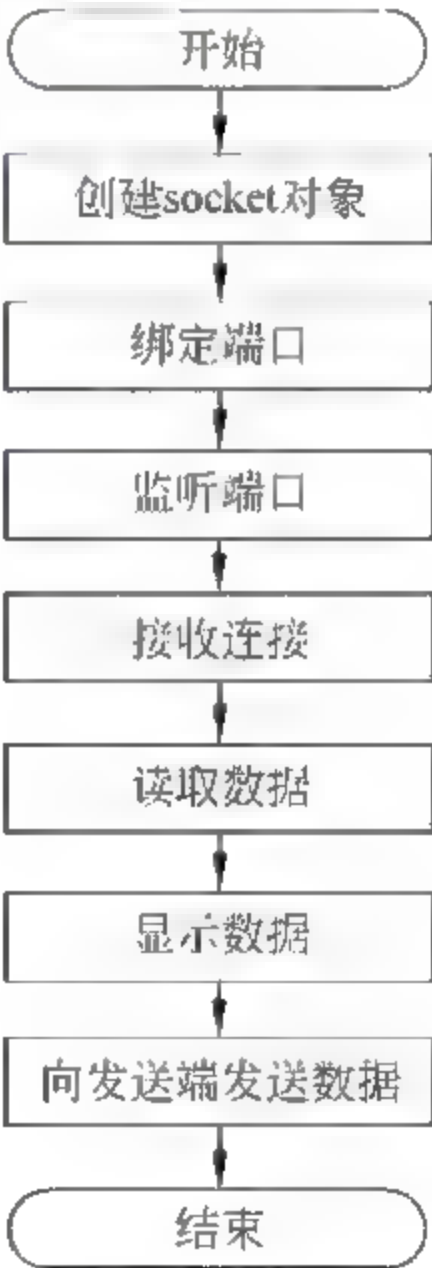 开始
创建socket对象
绑定端口
监听端口
接收连接
读取数据
显示数据
向发送端发送数据
结束